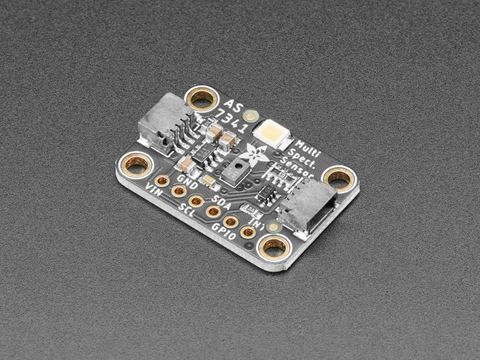 AS
7341
Multi
Spect.
Sensor
VIN
GND
SCL
SDA
GPIO
INT